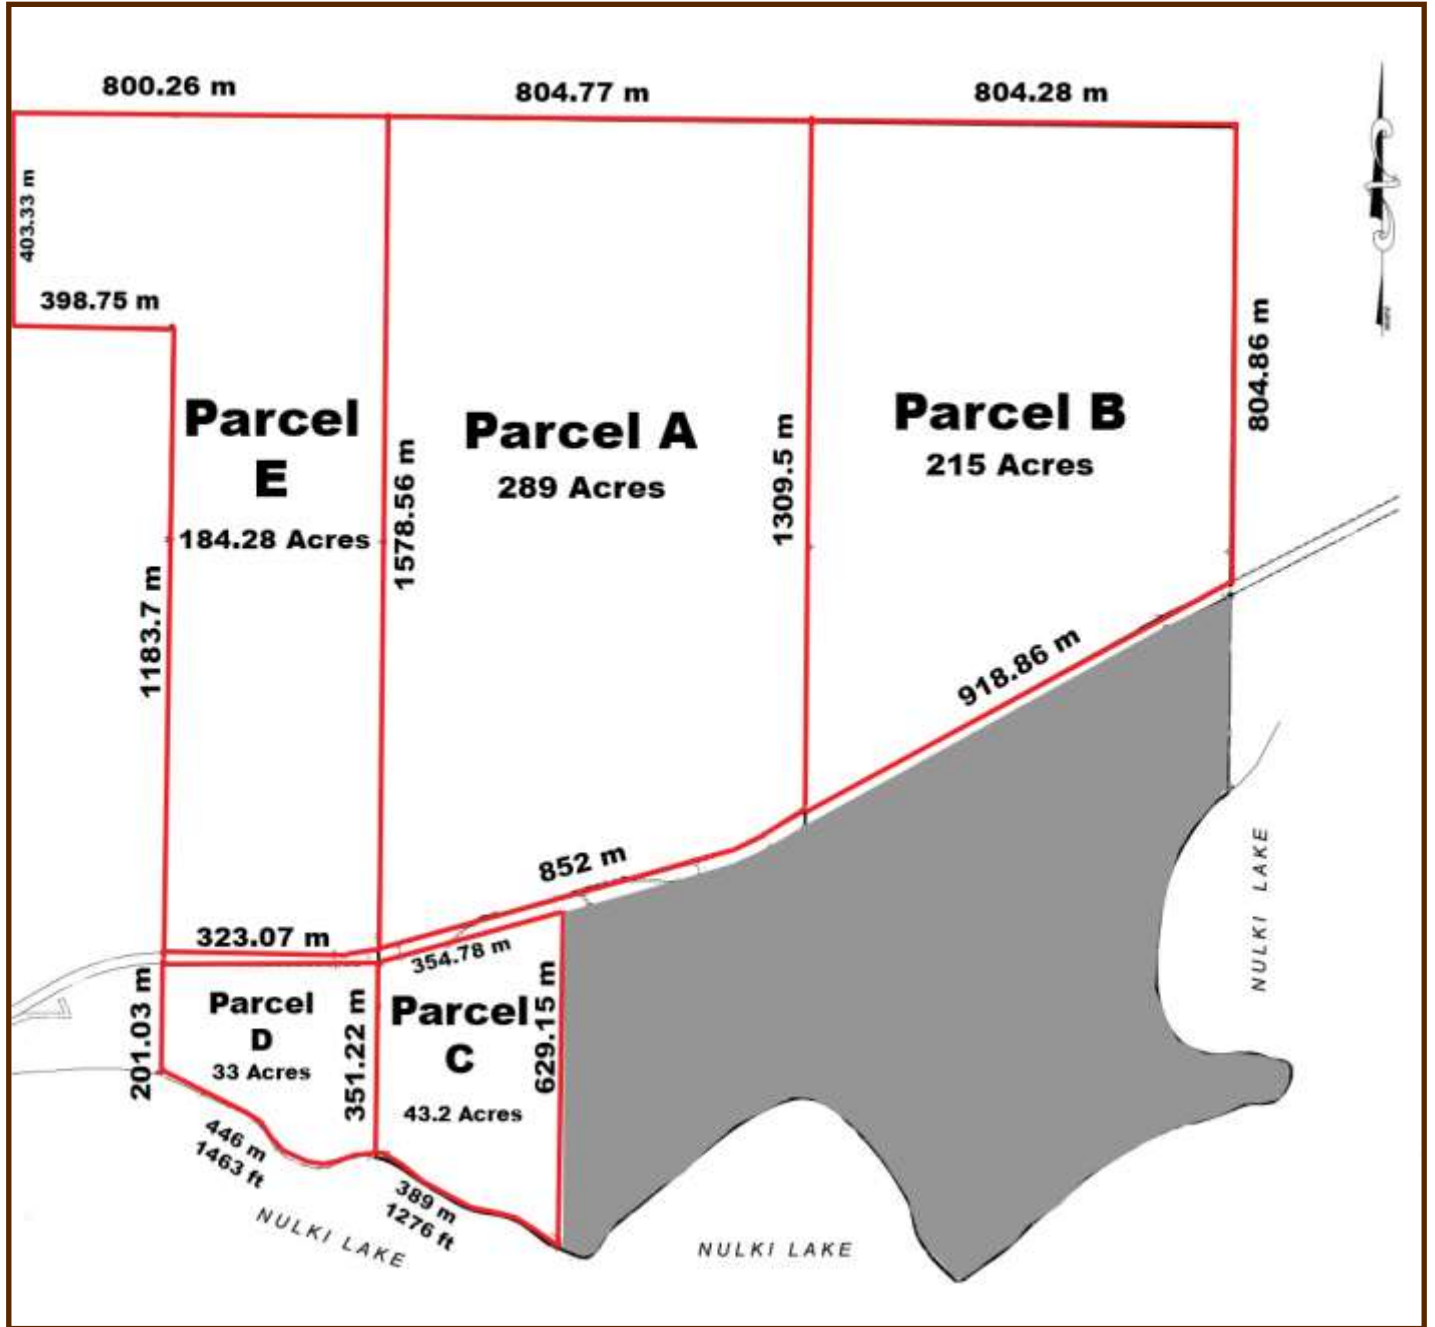 800.26 m
804.77 m
804.28 m
403.33 m
398.75 m
804.86 m
Parcel
E
184.28 Acres
Parcel A
289 Acres
Parcel B
215 Acres
1578.56 m
1309.5 m
1183.7 m
918.86 m
852 m
323.07 m
354.78 m
201.03 m
Parcel
D
33 Acres
351.22 m
Parcel
C
43.2 Acres
629.15 m
446 m
1463 ft
389 m
1276 ft
NULKI LAKE
NULKI LAKE
NULKI LAKE